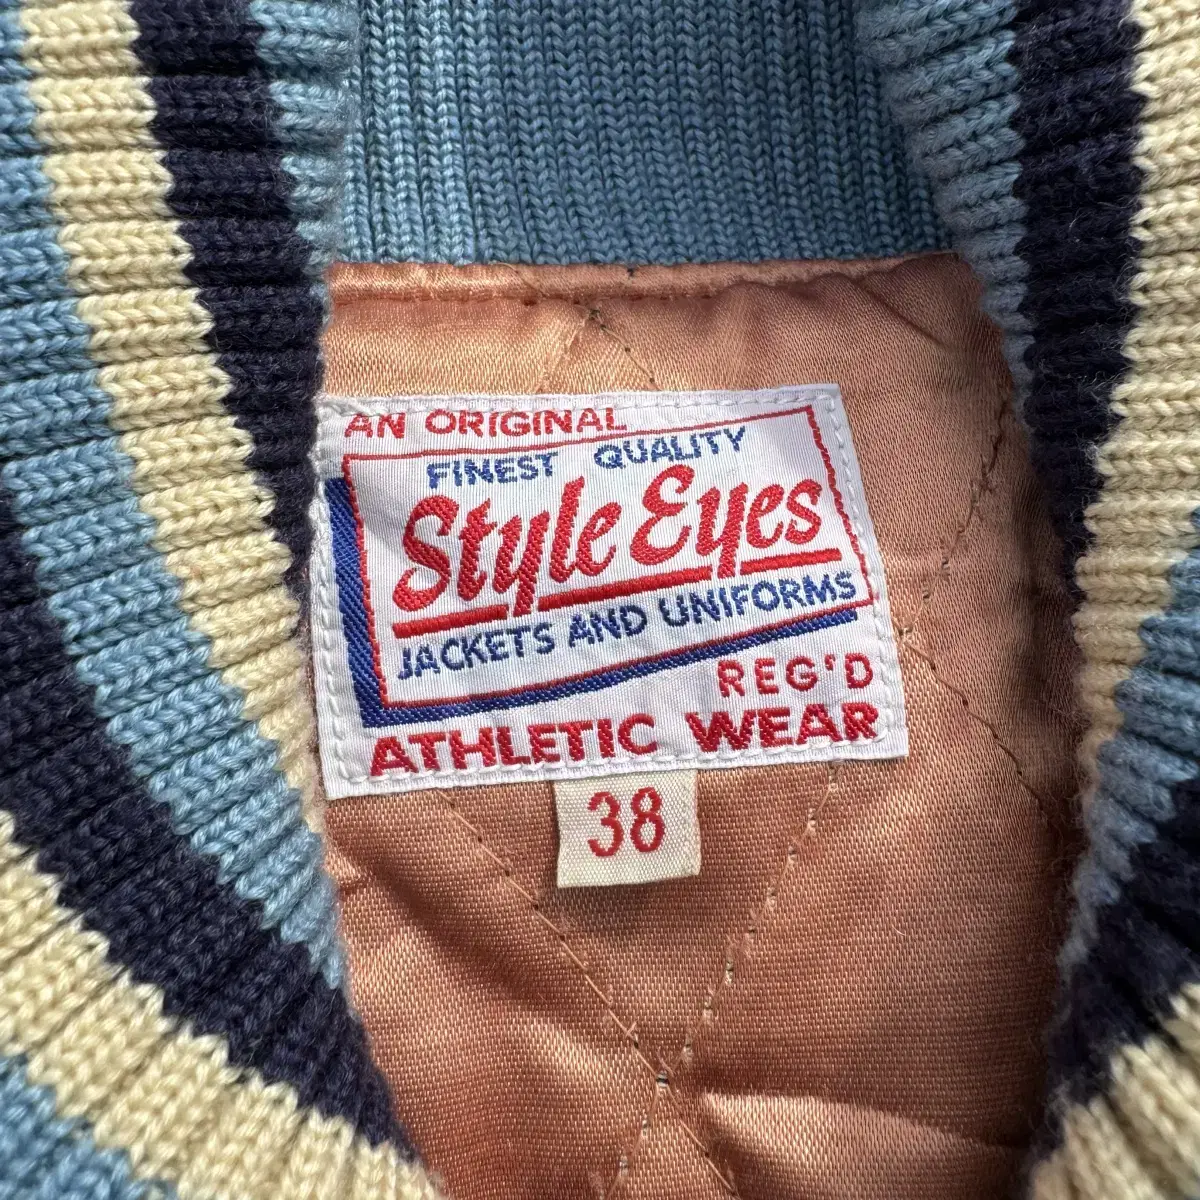 AN ORIGINAL
FINEST QUALITY
Style Eyes
JACKETS AND UNIFORMS
REG'D
ATHLETIC WEAR
38